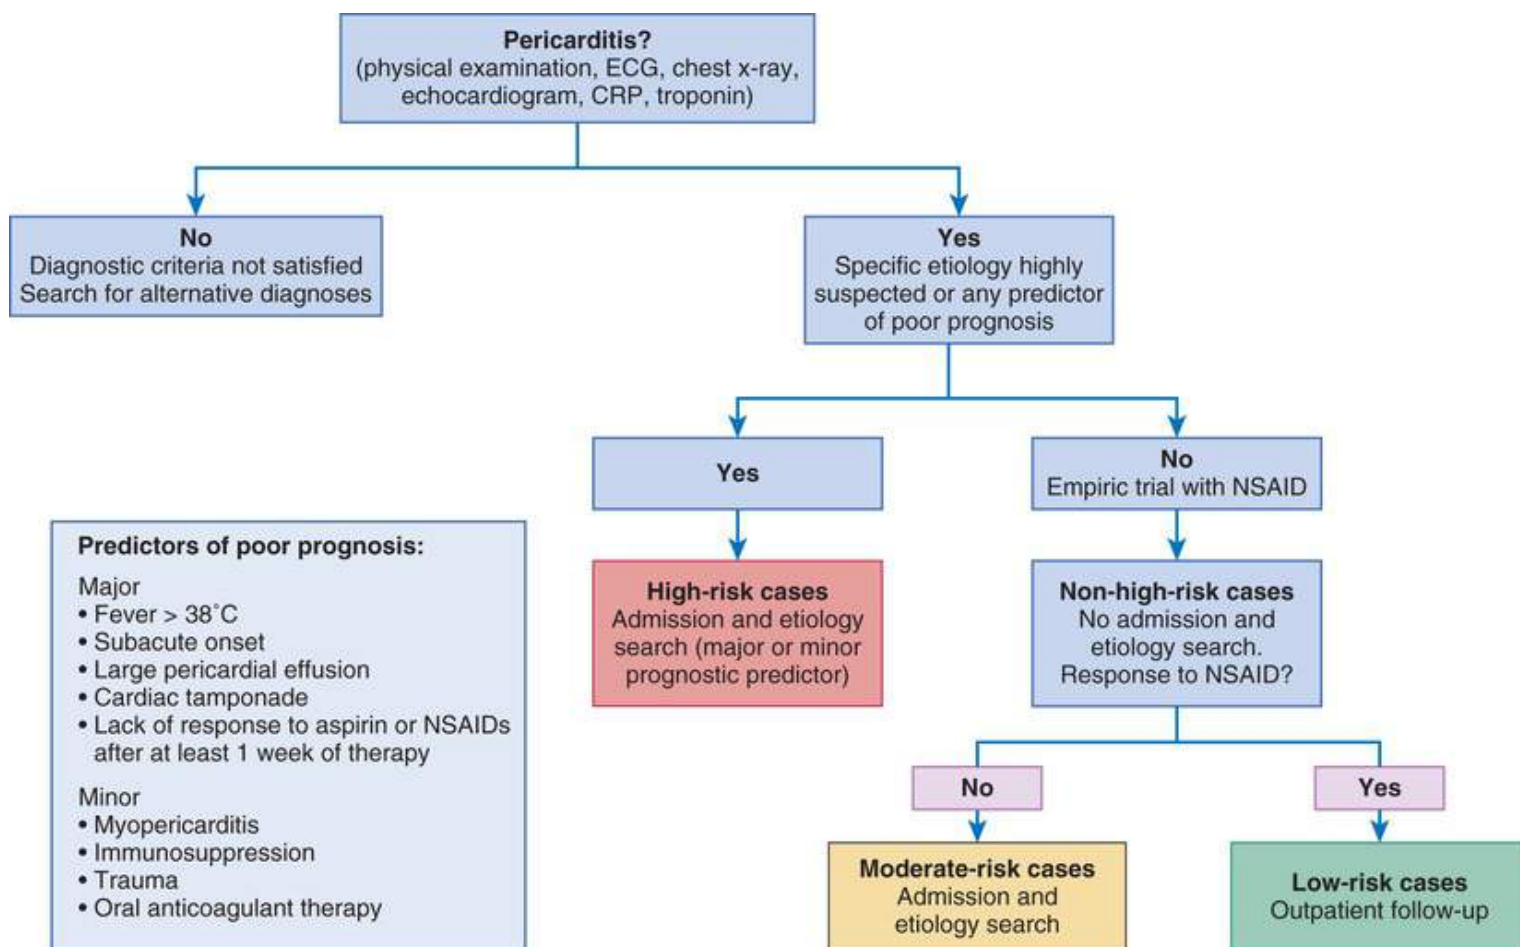 Pericarditis?
(physical examination, ECG, chest x-ray,
echocardiogram, CRP, troponin)
No
Diagnostic criteria not satisfied
Search for alternative diagnoses
Yes
Specific etiology highly
suspected or any predictor
of poor prognosis
Yes
No
Empiric trial with NSAID
High-risk cases
Admission and etiology
search (major or minor
prognostic predictor)
Non-high-risk cases
No admission and
etiology search.
Response to NSAID?
No
Yes
Moderate-risk cases
Admission and
etiology search
Low-risk cases
Outpatient follow-up
Predictors of poor prognosis:
Major
• Fever > 38˚C
• Subacute onset
• Large pericardial effusion
• Cardiac tamponade
• Lack of response to aspirin or NSAIDs
after at least 1 week of therapy
Minor
• Myopericarditis
• Immunosuppression
• Trauma
• Oral anticoagulant therapy